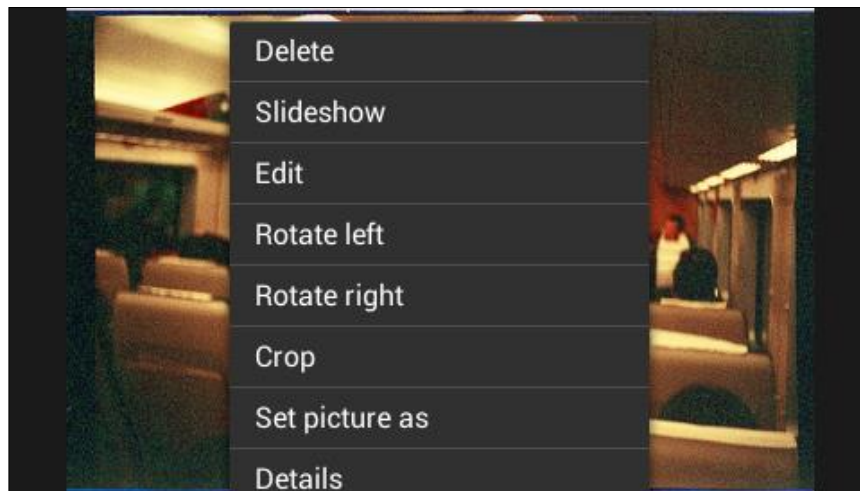 Delete
Slideshow
Edit
Rotate left
Rotate right
Crop
Set picture as
Details